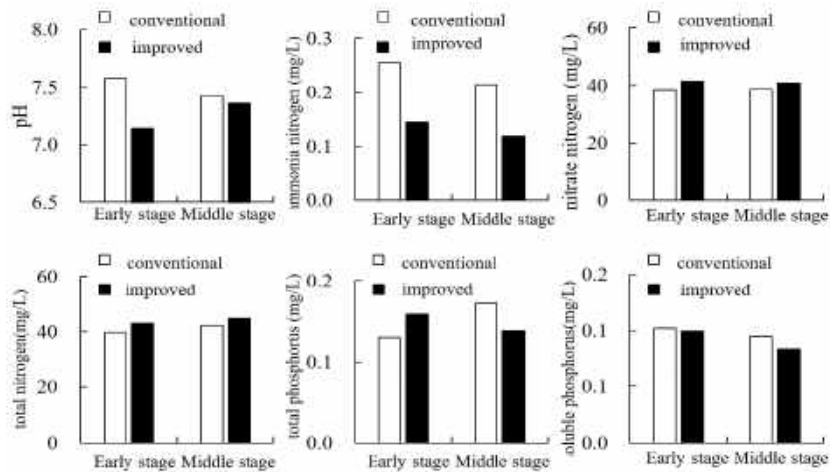 conventional
improved
8.0
7.5
7.0
6.5
pH
Early stage Middle stage
conventional
improved
0.3
0.2
0.1
0.0
immonia nitrogen (mg/L)
Early stage Middle stage
conventional
improved
60
40
20
0
nitrate nitrogen (mg/L)
Early stage Middle stage
conventional
improved
60
40
20
0
total nitrogen(mg/L)
Early stage Middle stage
conventional
improved
0.2
0.1
0.0
total phosphorus (mg/L)
Early stage Middle stage
conventional
improved
0.2
0.1
0.1
0.0
oluble phosphorus(mg/L)
Early stage Middle stage